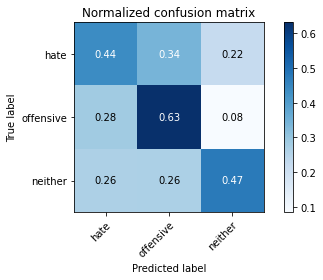 Normalized confusion matrix
True label
hate
offensive
neither
0.44 0.34 0.22
0.28 0.63 0.08
0.26 0.26 0.47
hate
offensive
neither
Predicted label
0.6
0.5
0.4
0.3
0.2
0.1